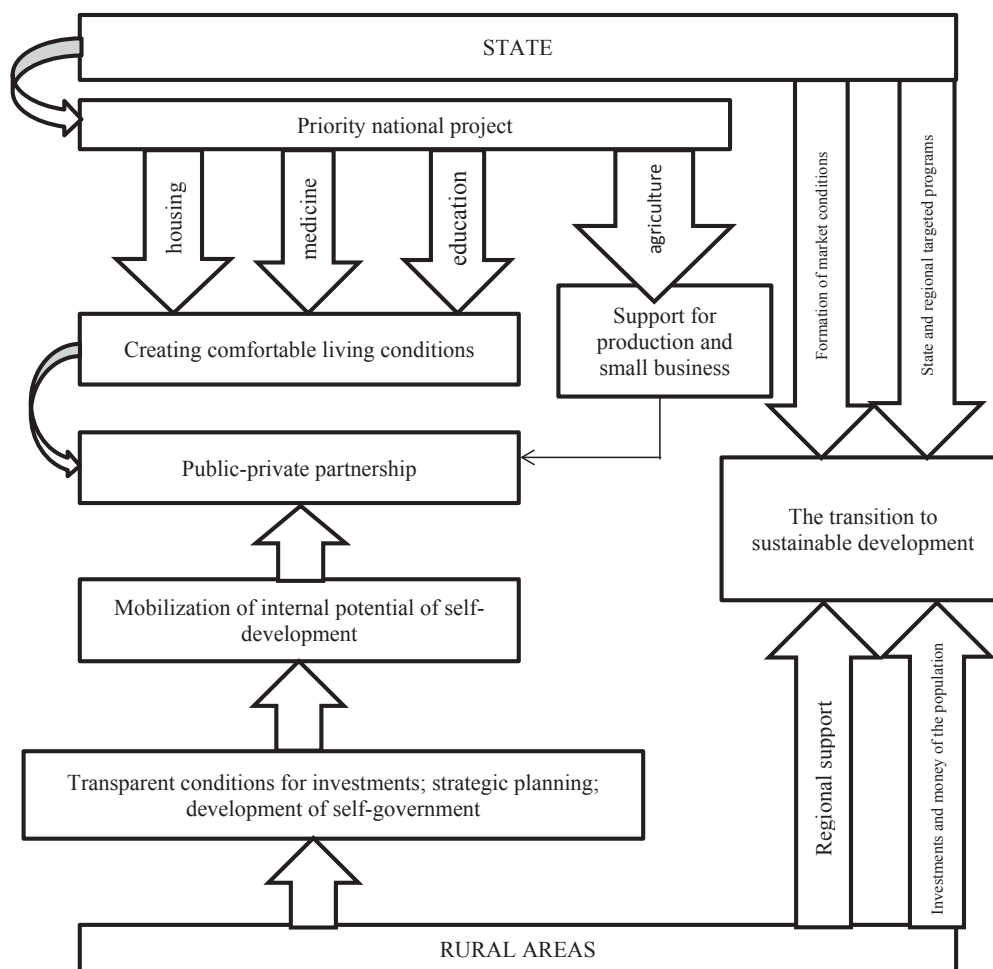 STATE
Priority national project
housing
medicine
education
agriculture
Formation of market conditions
State and regional targeted programs
Creating comfortable living conditions
Support for
production and
small business
Public-private partnership
The transition to
sustainable development
Mobilization of internal potential of self-
development
Transparent conditions for investments; strategic planning;
development of self-government
Regional support
Investments and money of the population
RURAL AREAS